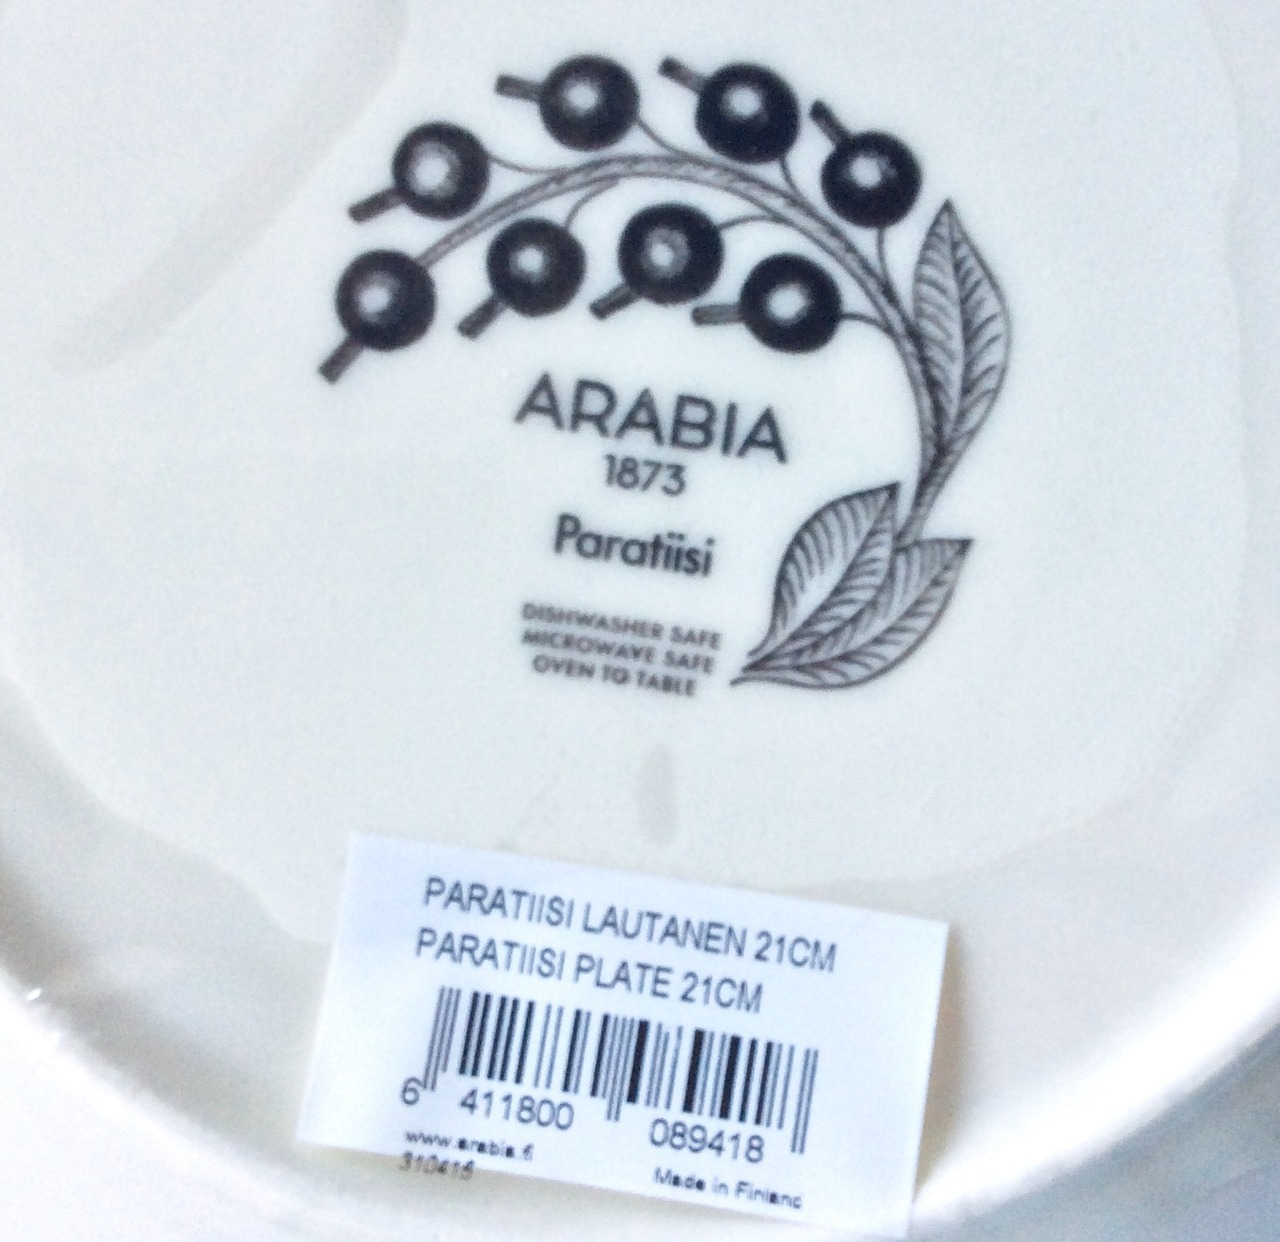 ARABIA
1873
Paratiisi
DISHWASHER SAFE
MICROWAVE SAFE
OVEN TO TABLE
PARATIISI LAUTANEN 21CM
PARATIISI PLATE 21CM
6 411800 089418
www.arabia.fi
Made in Finland